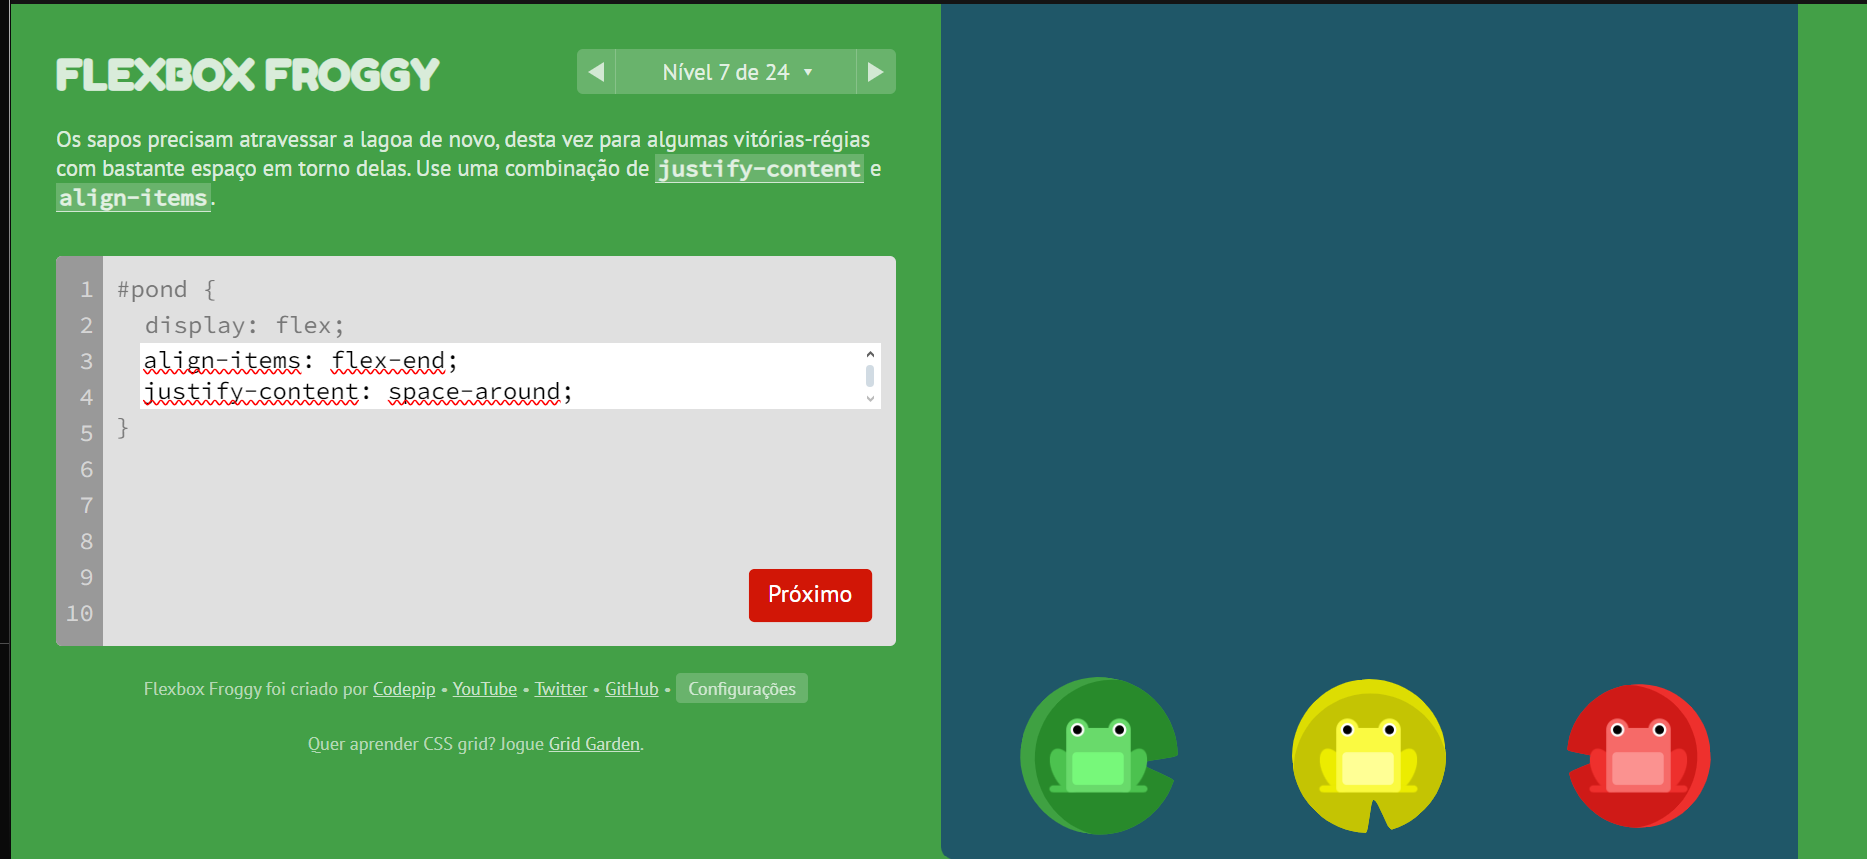 FLEXBOX FROGGY
Nível 7 de 24
Os sapos precisam atravessar a lagoa de novo, desta vez para algumas vitórias-régias
com bastante espaço em torno delas. Use uma combinação de justify-content e
align-items.
1 #pond {
2 display: flex;
3 align-items: flex-end;
4 justify-content: space-around;
5 }
6
7
8
9
10
Próximo
Flexbox Froggy foi criado por Codepip • YouTube • Twitter • GitHub • Configurações
Quer aprender CSS grid? Jogue Grid Garden.